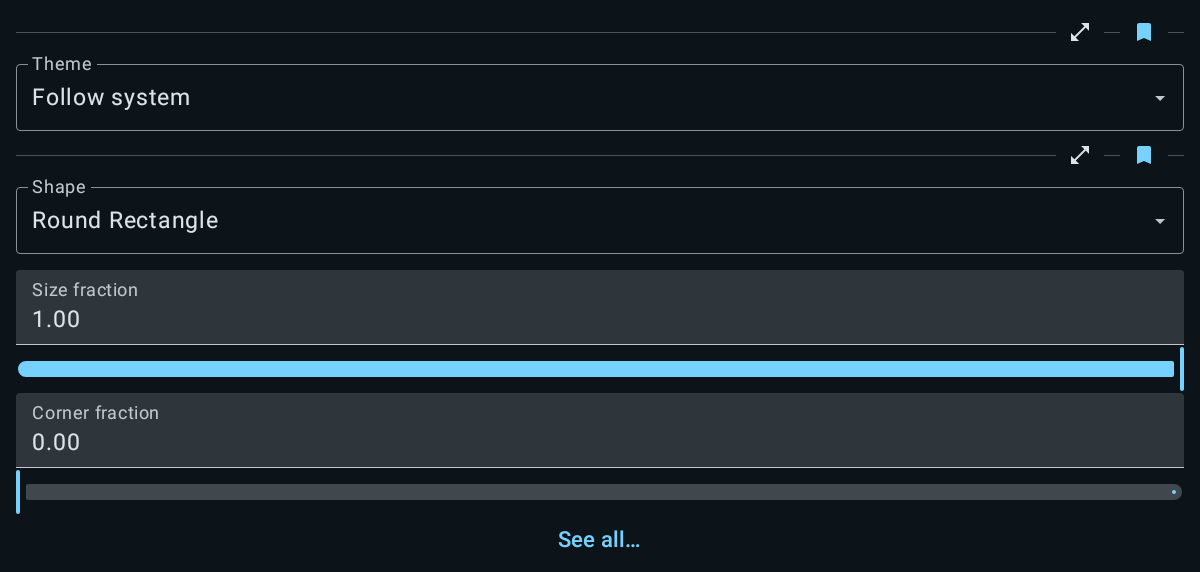 Theme
Follow system
Shape
Round Rectangle
Size fraction
1.00
Corner fraction
0.00
See all…